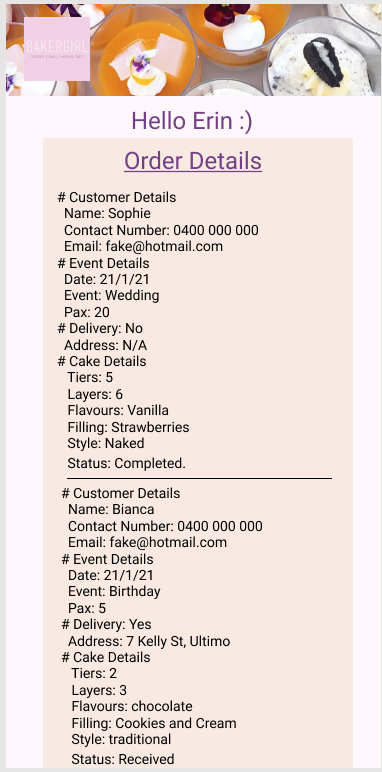 BAKERGIRL
Hello Erin :)
Order Details
# Customer Details
Name: Sophie
Contact Number: 0400 000 000
Email: fake@hotmail.com
# Event Details
Date: 21/1/21
Event: Wedding
Pax: 20
# Delivery: No
Address: N/A
# Cake Details
Tiers: 5
Layers: 6
Flavours: Vanilla
Filling: Strawberries
Style: Naked
Status: Completed.
# Customer Details
Name: Bianca
Contact Number: 0400 000 000
Email: fake@hotmail.com
# Event Details
Date: 21/1/21
Event: Birthday
Pax: 5
# Delivery: Yes
Address: 7 Kelly St, Ultimo
# Cake Details
Tiers: 2
Layers: 3
Flavours: chocolate
Filling: Cookies and Cream
Style: traditional
Status: Received